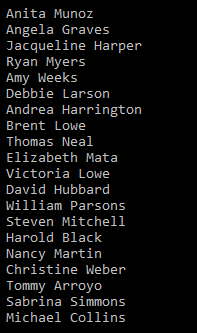 Anita Munoz
Angela Graves
Jacqueline Harper
Ryan Myers
Amy Weeks
Debbie Larson
Andrea Harrington
Brent Lowe
Thomas Neal
Elizabeth Mata
Victoria Lowe
David Hubbard
William Parsons
Steven Mitchell
Harold Black
Nancy Martin
Christine Weber
Tommy Arroyo
Sabrina Simmons
Michael Collins